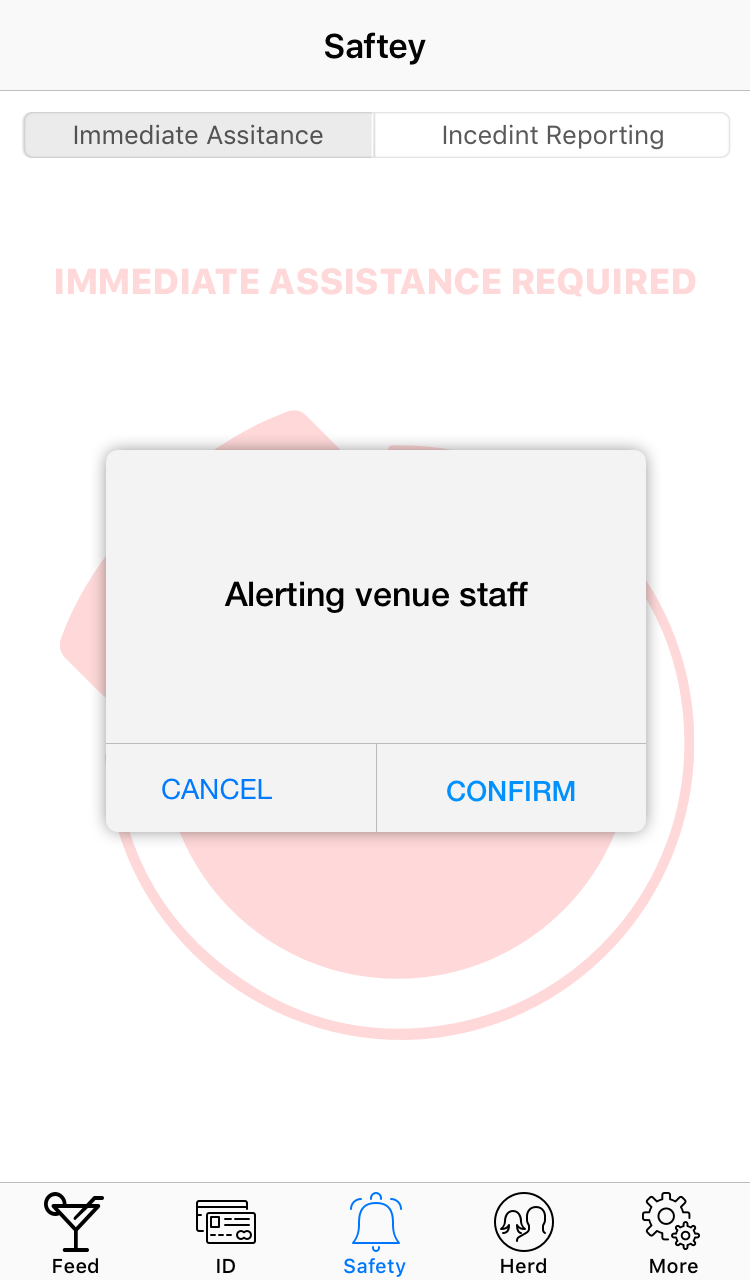 Saftey
Immediate Assitance
Incedint Reporting
IMMEDIATE ASSISTANCE REQUIRED
Alerting venue staff
CANCEL
CONFIRM
Feed
ID
Safety
Herd
More